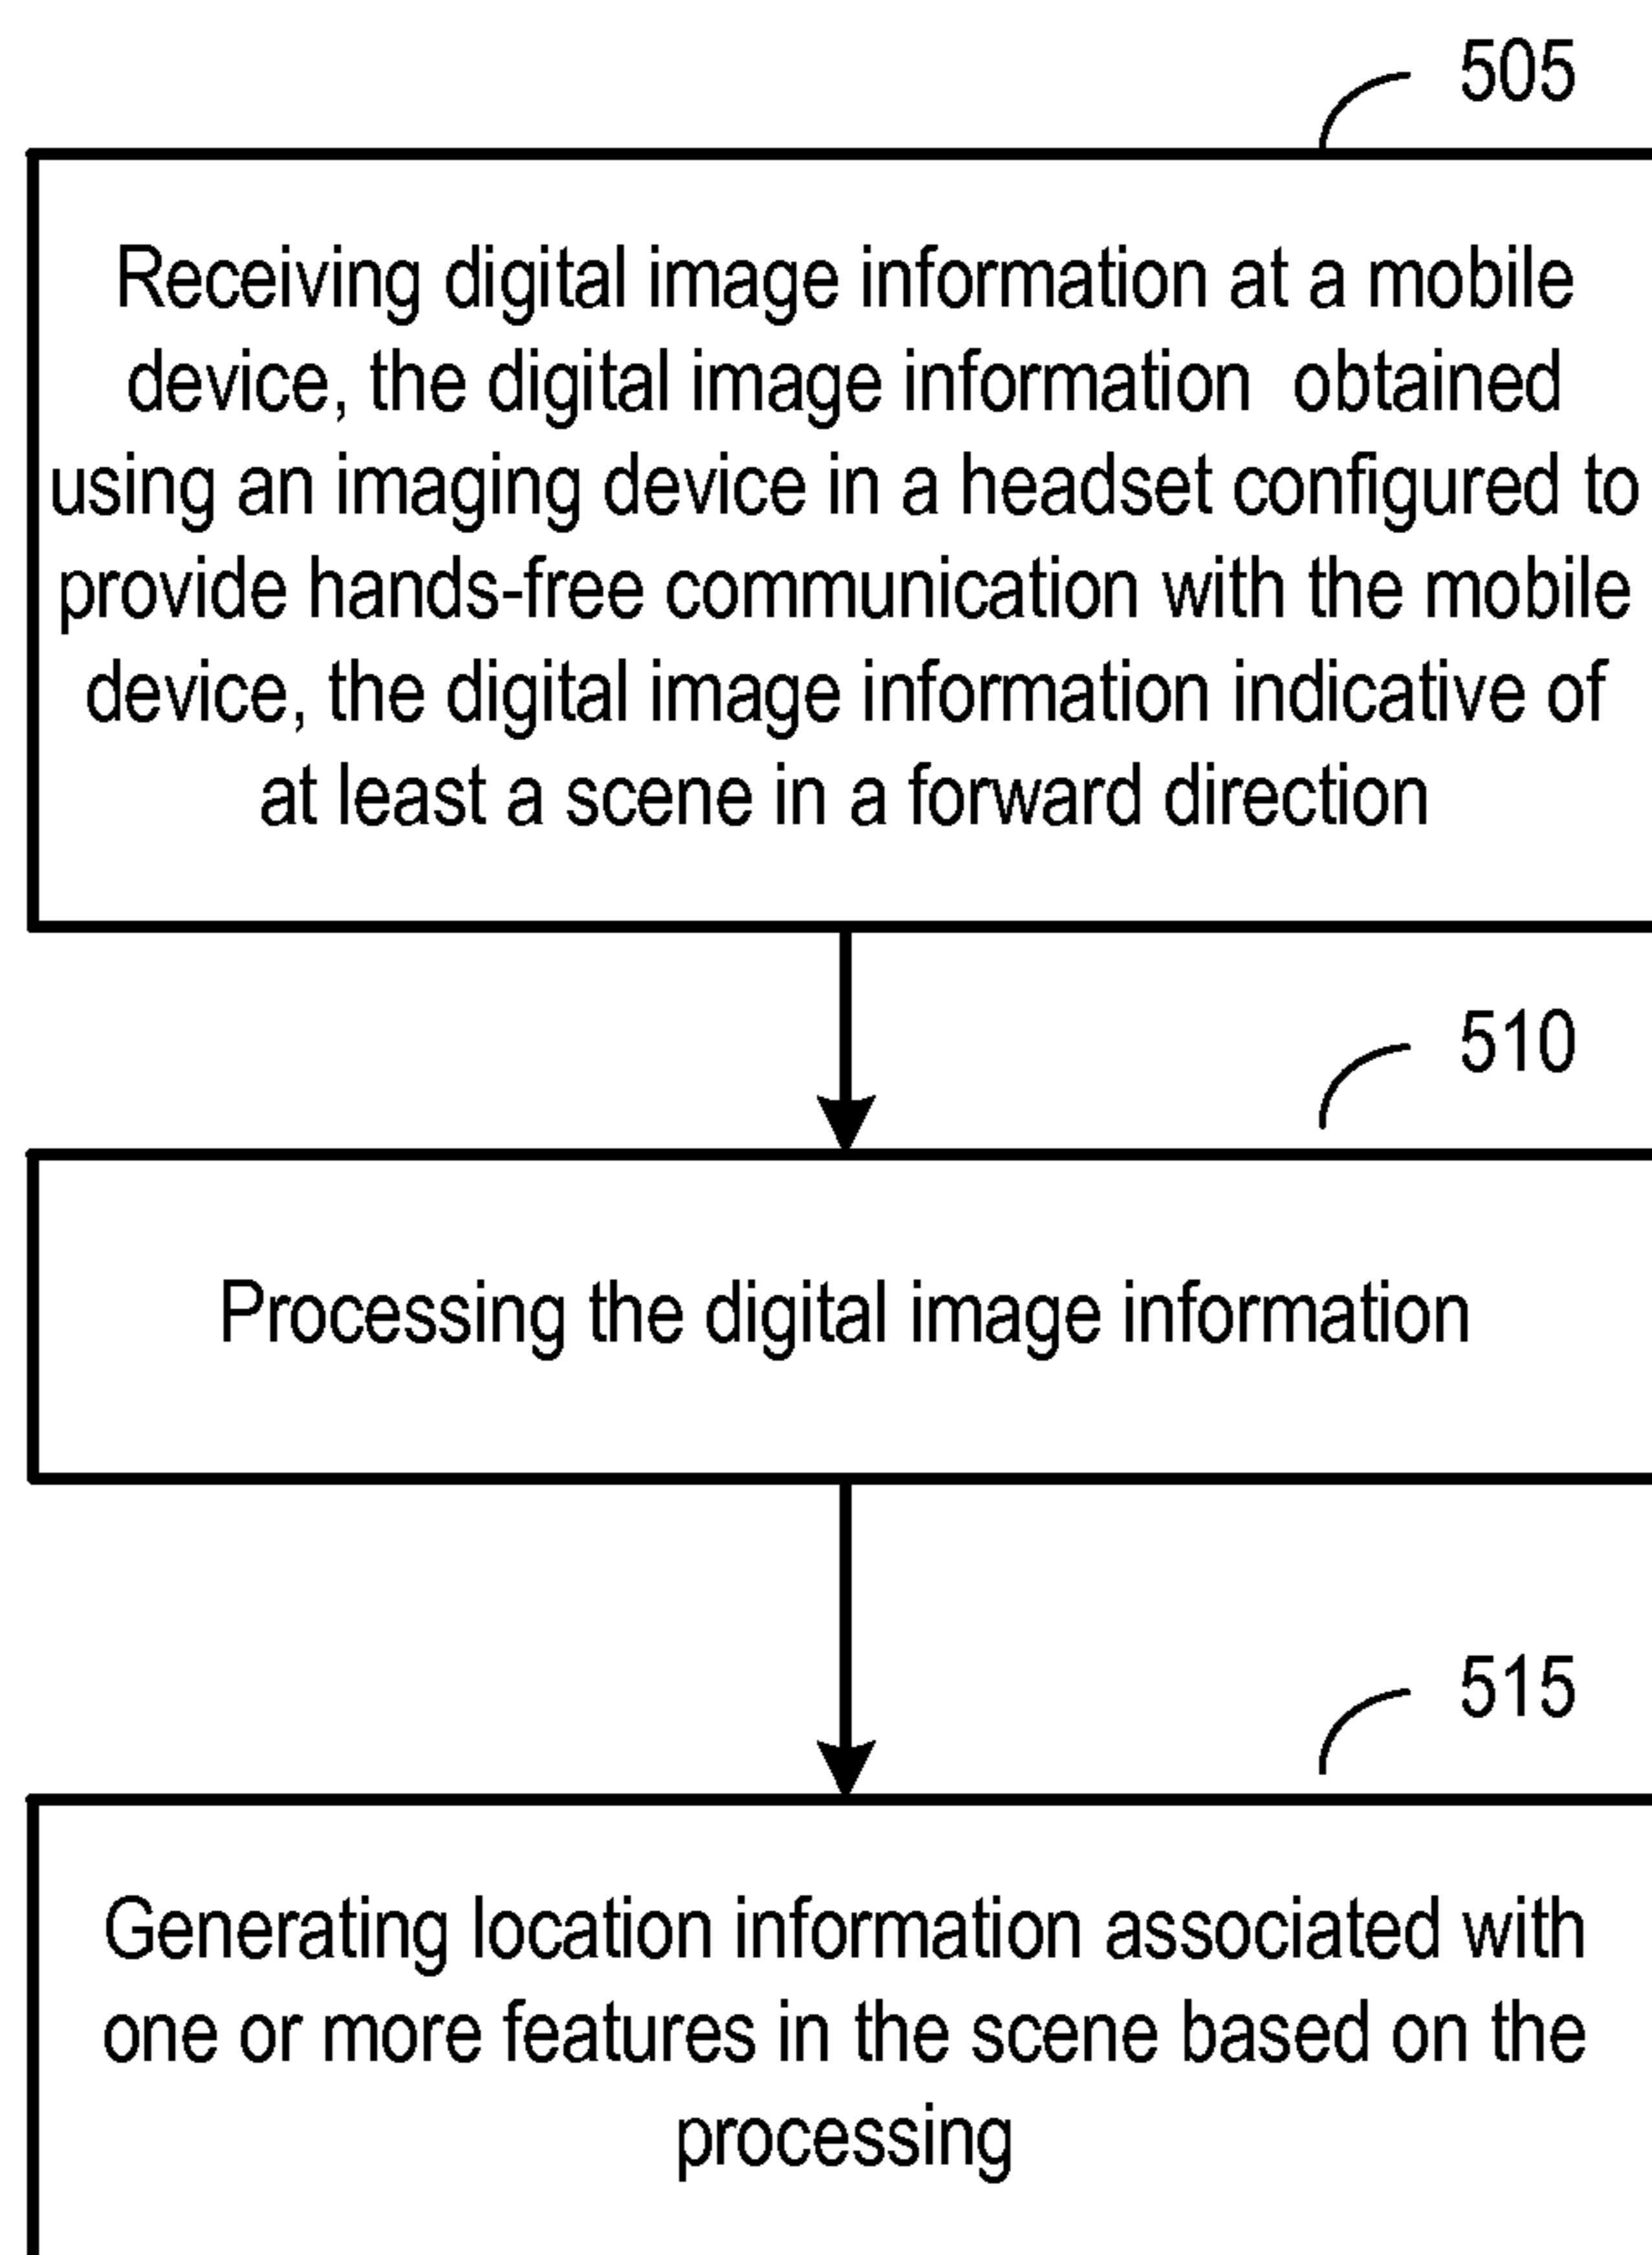 505
Receiving digital image information at a mobile
device, the digital image information obtained
using an imaging device in a headset configured to
provide hands-free communication with the mobile
device, the digital image information indicative of
at least a scene in a forward direction
510
Processing the digital image information
515
Generating location information associated with
one or more features in the scene based on the
processing